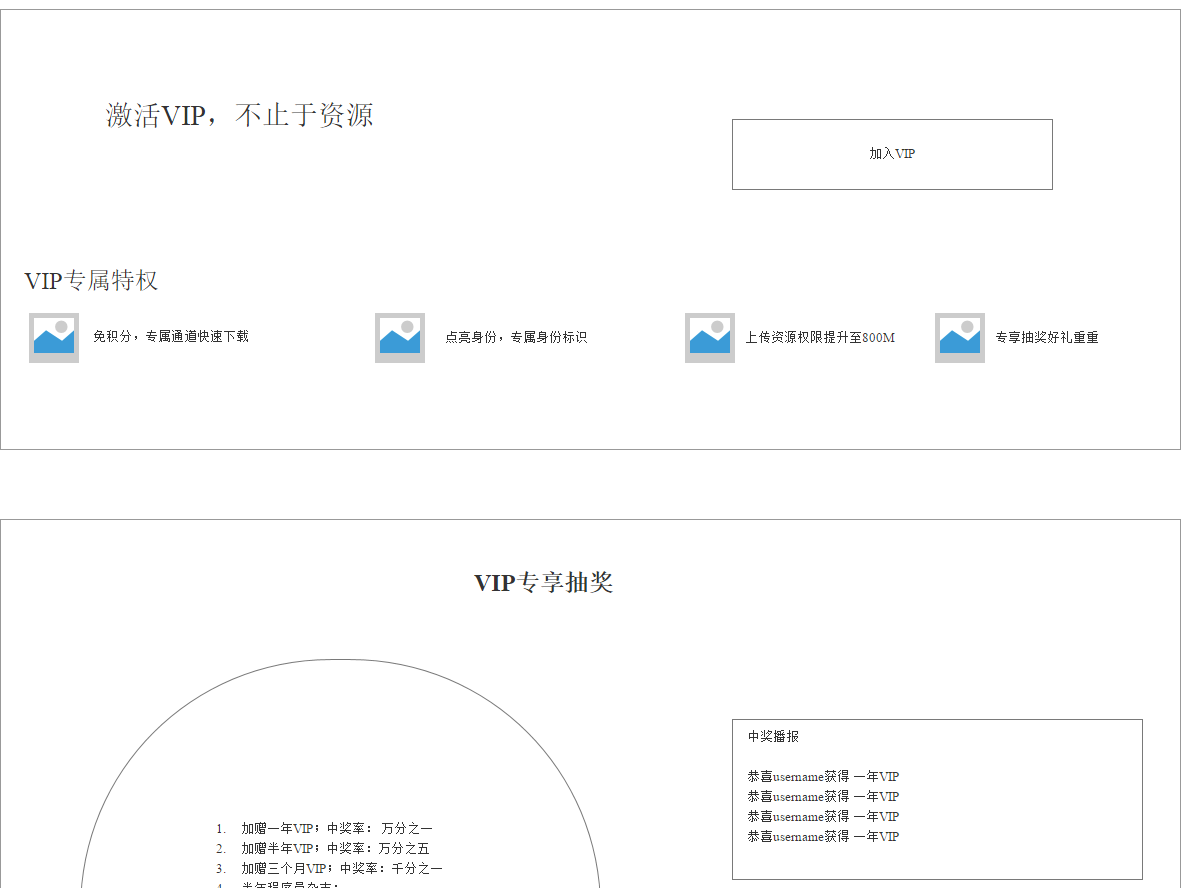 激活VIP，不止于资源
加入VIP
VIP专属特权
免积分，专属通道快速下载
点亮身份，专属身份标识
上传资源权限提升至800M
专享抽奖好礼重重
VIP专享抽奖
中奖播报
恭喜username获得 一年VIP
恭喜username获得 一年VIP
恭喜username获得 一年VIP
恭喜username获得 一年VIP
1. 加赠一年VIP；中奖率： 万分之一
2. 加赠半年VIP；中奖率：万分之五
3. 加赠三个月VIP；中奖率：千分之一
4. 半年程序员杂志；